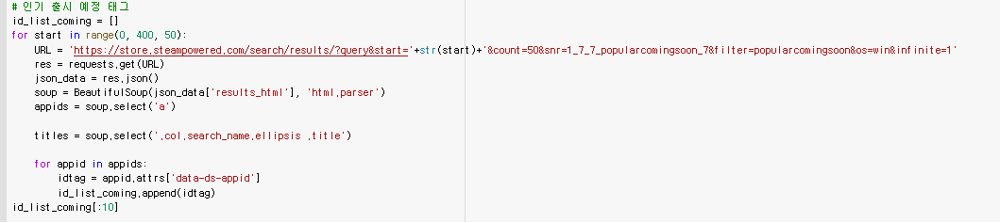 # 인기 출시 예정 태그
id_list_coming = []
for start in range(0, 400, 50):
    URL = 'https://store.steampowered.com/search/results/?query&start='+str(start)+'&count=50&snr=1_7_7_popularcomingsoon_7&filter=popularcomingsoon&os=win&infinite=1'
    res = requests.get(URL)
    json_data = res.json()
    soup = BeautifulSoup(json_data['results_html'], 'html.parser')
    appids = soup.select('a')

    titles = soup.select('.col.search_name.ellipsis .title')

    for appid in appids:
        idtag = appid.attrs['data-ds-appid']
        id_list_coming.append(idtag)
id_list_coming[:10]